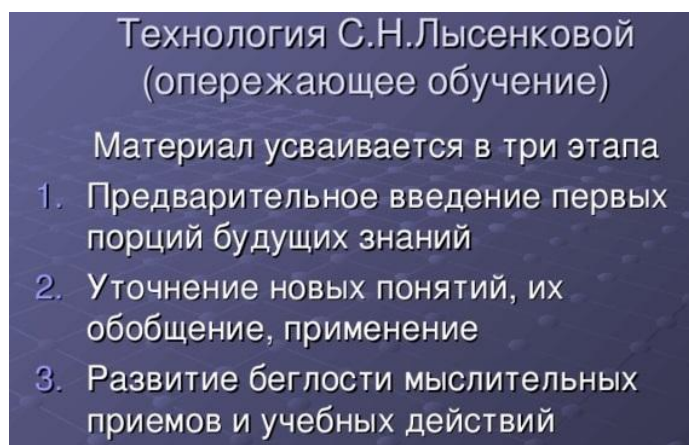 Технология С.Н.Лысенковой
(опережающее обучение)
Материал усваивается в три этапа
1. Предварительное введение первых
порций будущих знаний
2. Уточнение новых понятий, их
обобщение, применение
3. Развитие беглости мыслительных
приемов и учебных действий